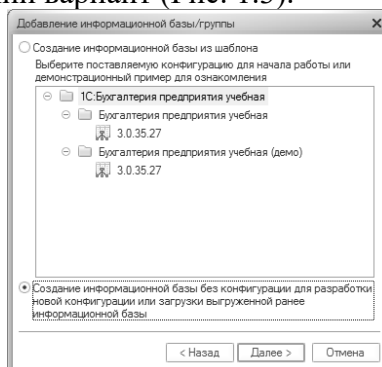 вариант (Рис. 1.3).
Добавление информационной базы/группы
Создание информационной базы из шаблона
Выберите поставляемую конфигурацию для начала работы или
демонстрационный пример для ознакомления
1С:Бухгалтерия предприятия учебная
Бухгалтерия предприятия учебная
3.0.35.27
Бухгалтерия предприятия учебная (демо)
3.0.35.27
Создание информационной базы без конфигурации для разработки
новой конфигурации или загрузки выгруженной ранее
информационной базы
< Назад Далее > Отмена